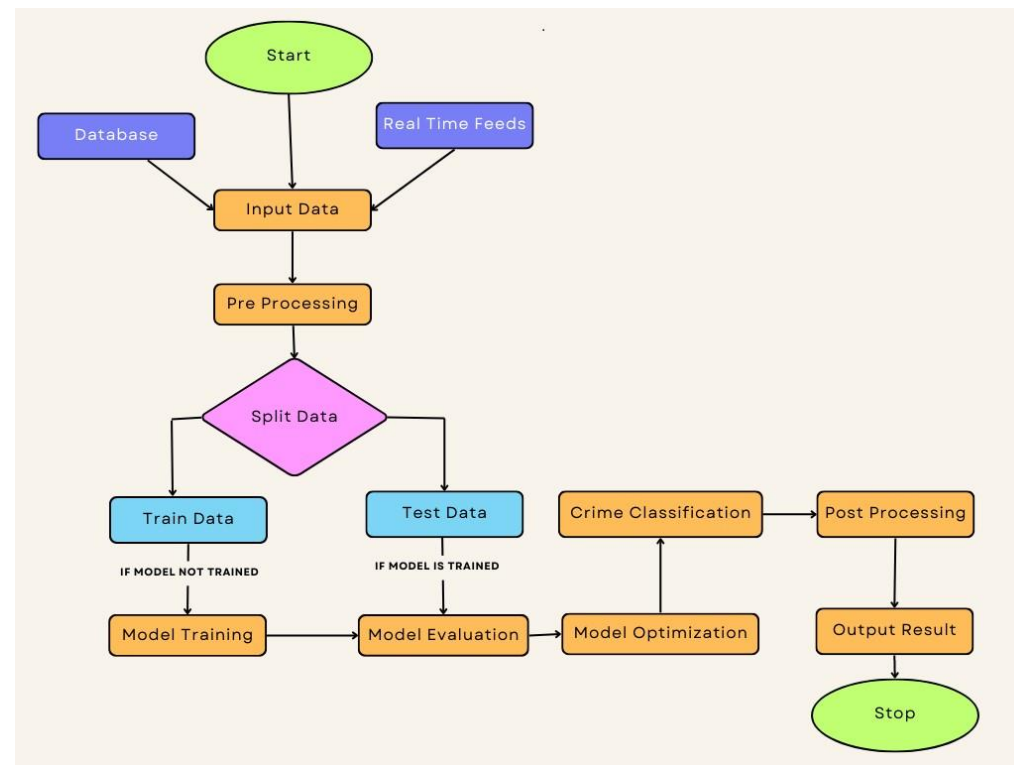 Start
Database
Real Time Feeds
Input Data
Pre Processing
Split Data
Train Data
Test Data
Crime Classification
Post Processing
IF MODEL NOT TRAINED
IF MODEL IS TRAINED
Model Training
Model Evaluation
Model Optimization
Output Result
Stop